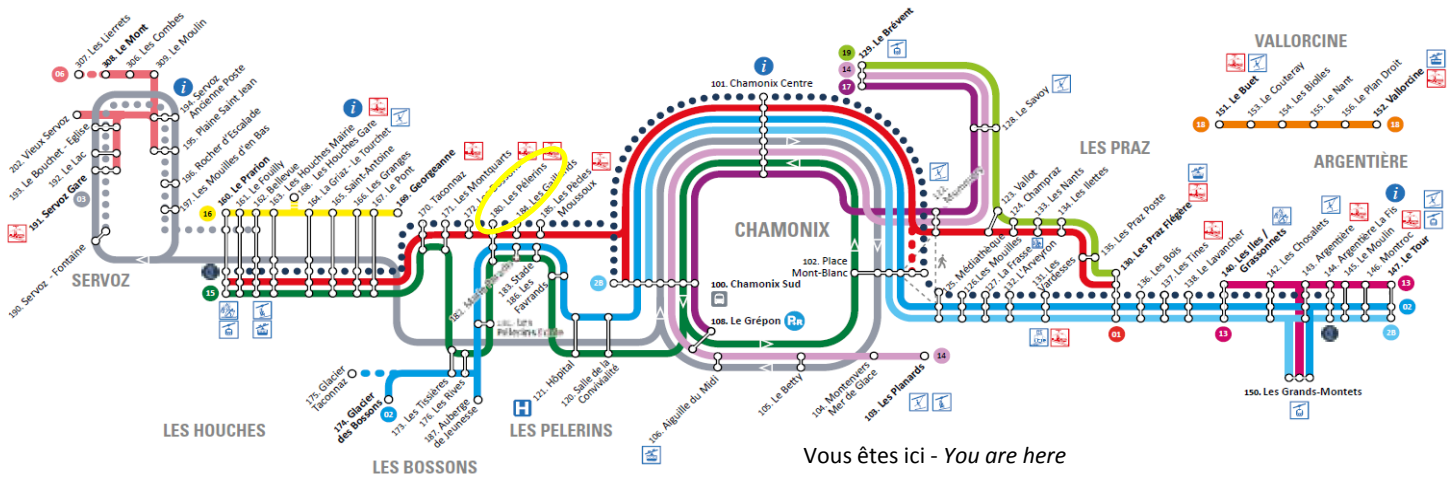 307. Les Lierrets
308. Le Mont
306. Les Combes
309. Le Moulin
06
194. Servoz
Ancienne Poste
195. Plaine Saint Jean
196. Rocher d'Escalade
197. Les Mouilles d'en Bas
202. Vieux Servoz
193. Le Bouchet - Eglise
192. Le Lac
191. Servoz Gare
03
190. Servoz - Fontaine
SERVOZ
16
160. Le Prarion
161. Le Fouilly
162. Bellevue
163. Les Houches Mairie
168. Les Houches Gare
164. La Griaz - Le Tourchet
165. Saint-Antoine
166. Les Granges
167. Le Pont
169. Georgeanne
15
LES HOUCHES
170. Taconnaz
171. Les Montquarts
172.
180. Les Pèlerins
184. Les Gaillands
185. Les Pècles
Moussoux
182.
183. Stade
186. Les
Favrands
181. Les
Pélerins Ecole
175. Glacier
Taconnaz
174. Glacier
des Bossons
02
173. Les Tissières
176. Les Rives
187. Auberge
de Jeunesse
LES BOSSONS
H
121. Hôpital
120. Salle de la
Convivialité
LES PELERINS
2B
101. Chamonix Centre
CHAMONIX
102. Place
Mont-Blanc
100. Chamonix Sud
108. Le Grépon
106. Aiguille du Midi
105. Le Betty
104. Montenvers
Mer de Glace
103. Les Planards
14
19
14
17
129. Le Brévent
128. Le Savoy
122.
123. Vallot
124. Champraz
133. Les Nants
134. Les Ilettes
LES PRAZ
135. Les Praz Poste
130. Les Praz Flégère
125. Médiathèque
126. Les Mouilles
127. La Frasse
132. L'Arveyron
131. Les
Vardesses
01
136. Les Bois
137. Les Tines
138. Le Lavancher
140. Les Iles /
Grassonnets
13
142. Les Chosalets
143. Argentière
144. Argentière La Fis
145. Le Moulin
146. Montroc
147. Le Tour
13
02
2B
150. Les Grands-Montets
ARGENTIÈRE
VALLORCINE
18
151. Le Buet
153. Le Couteray
154. Les Biolles
155. Le Nant
156. Le Plan Droit
152. Vallorcine
18
Vous êtes ici - You are here